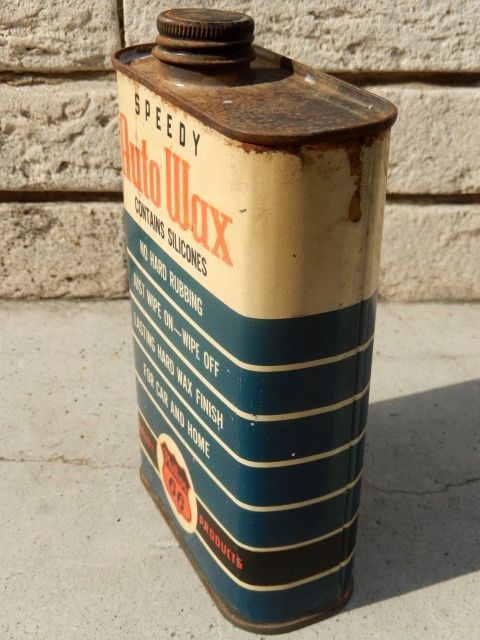 SPEEDY
Auto Wax
CONTAINS SILICONES
NO HARD RUBBING
JUST WIPE ON—WIPE OFF
LASTING HARD WAX FINISH
FOR CAR AND HOME
66
PRODUCTS